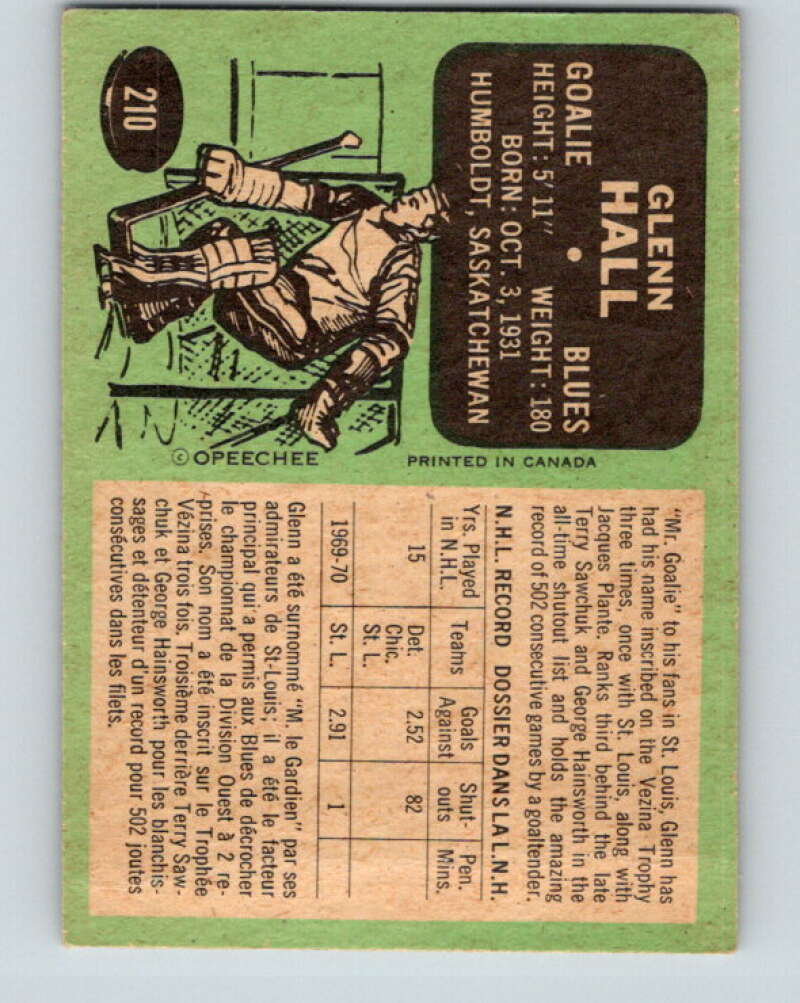 210
GLENN
HALL
GOALIE • BLUES
HEIGHT: 5' 11" WEIGHT: 180
BORN: OCT. 3, 1931
HUMBOLDT, SASKATCHEWAN
© OPEECHEE
PRINTED IN CANADA
"Mr. Goalie" to his fans in St. Louis, Glenn has
had his name inscribed on the Vezina Trophy
three times, once with St. Louis, along with
Jacques Plante. Ranks third behind the late
Terry Sawchuk and George Hainsworth in the
all-time shutout list and holds the amazing
record of 502 consecutive games by a goaltender.
N.H.L. RECORD DOSSIER DANS LA L.N.H.
Yrs. Played in N.H.L. Teams Goals Against Shut-outs Pen. Mins.
15 Det. Chic. St. L. 2.52 82
1969-70 St. L. 2.91 1
Glenn a été surnommé "M. le Gardien" par ses
admirateurs de St-Louis; il a été le facteur
principal qui a permis aux Blues de décrocher
le championnat de la Division Ouest à 2 re-
prises. Son nom a été inscrit sur le Trophée
Vézina trois fois. Troisième derrière Terry Saw-
chuk et George Hainsworth pour les blanchis-
sages et détenteur d'un record pour 502 joutes
consécutives dans les filets.